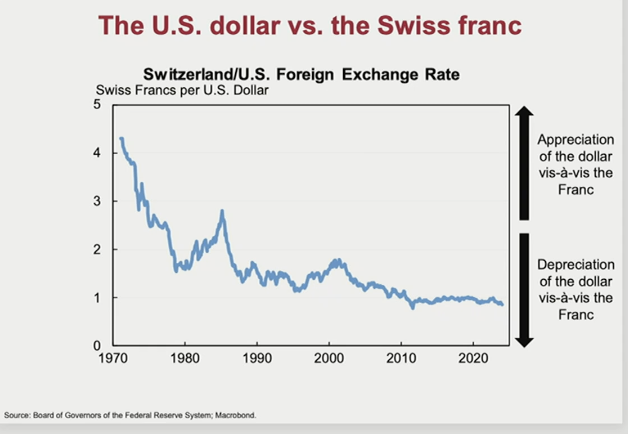 The U.S. dollar vs. the Swiss franc
Switzerland/U.S. Foreign Exchange Rate
Swiss Francs per U.S. Dollar
5
4
3
2
1
0
1970 1980 1990 2000 2010 2020
Appreciation
of the dollar
vis-à-vis the
Franc
Depreciation
of the dollar
vis-à-vis the
Franc
Source: Board of Governors of the Federal Reserve System; Macrobond.